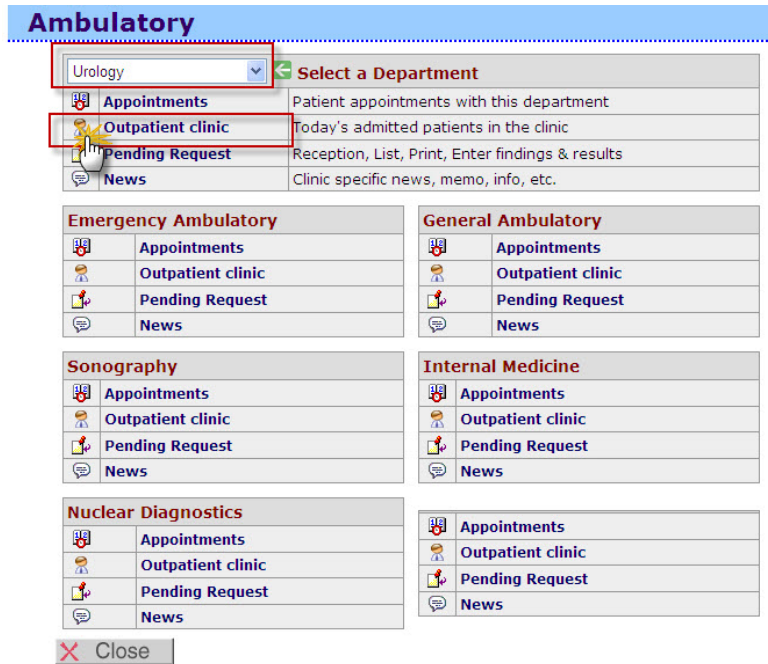 Ambulatory
Urology Select a Department
Appointments Patient appointments with this department
Outpatient clinic Today's admitted patients in the clinic
Pending Request Reception, List, Print, Enter findings & results
News Clinic specific news, memo, info, etc.
Emergency Ambulatory
Appointments
Outpatient clinic
Pending Request
News
General Ambulatory
Appointments
Outpatient clinic
Pending Request
News
Sonography
Appointments
Outpatient clinic
Pending Request
News
Internal Medicine
Appointments
Outpatient clinic
Pending Request
News
Nuclear Diagnostics
Appointments
Outpatient clinic
Pending Request
News
Appointments
Outpatient clinic
Pending Request
News
Close